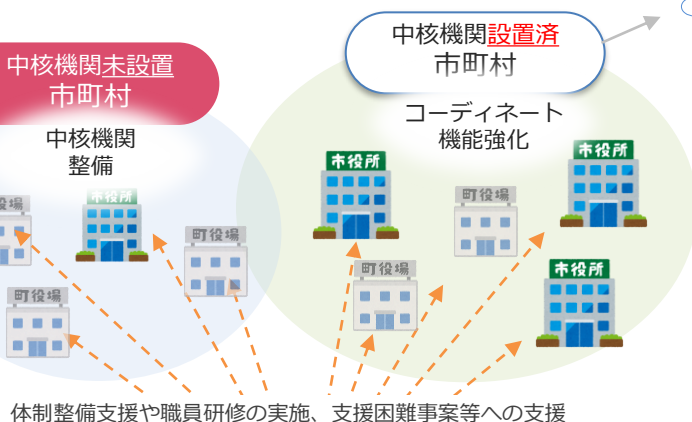 中核機関未設置
市町村
中核機関
整備
中核機関設置済
市町村
コーディネート
機能強化
役場
市役所
町役場
町役場
市役所
町役場
町役場
市役所
市役所
体制整備支援や職員研修の実施、支援困難事案等への支援